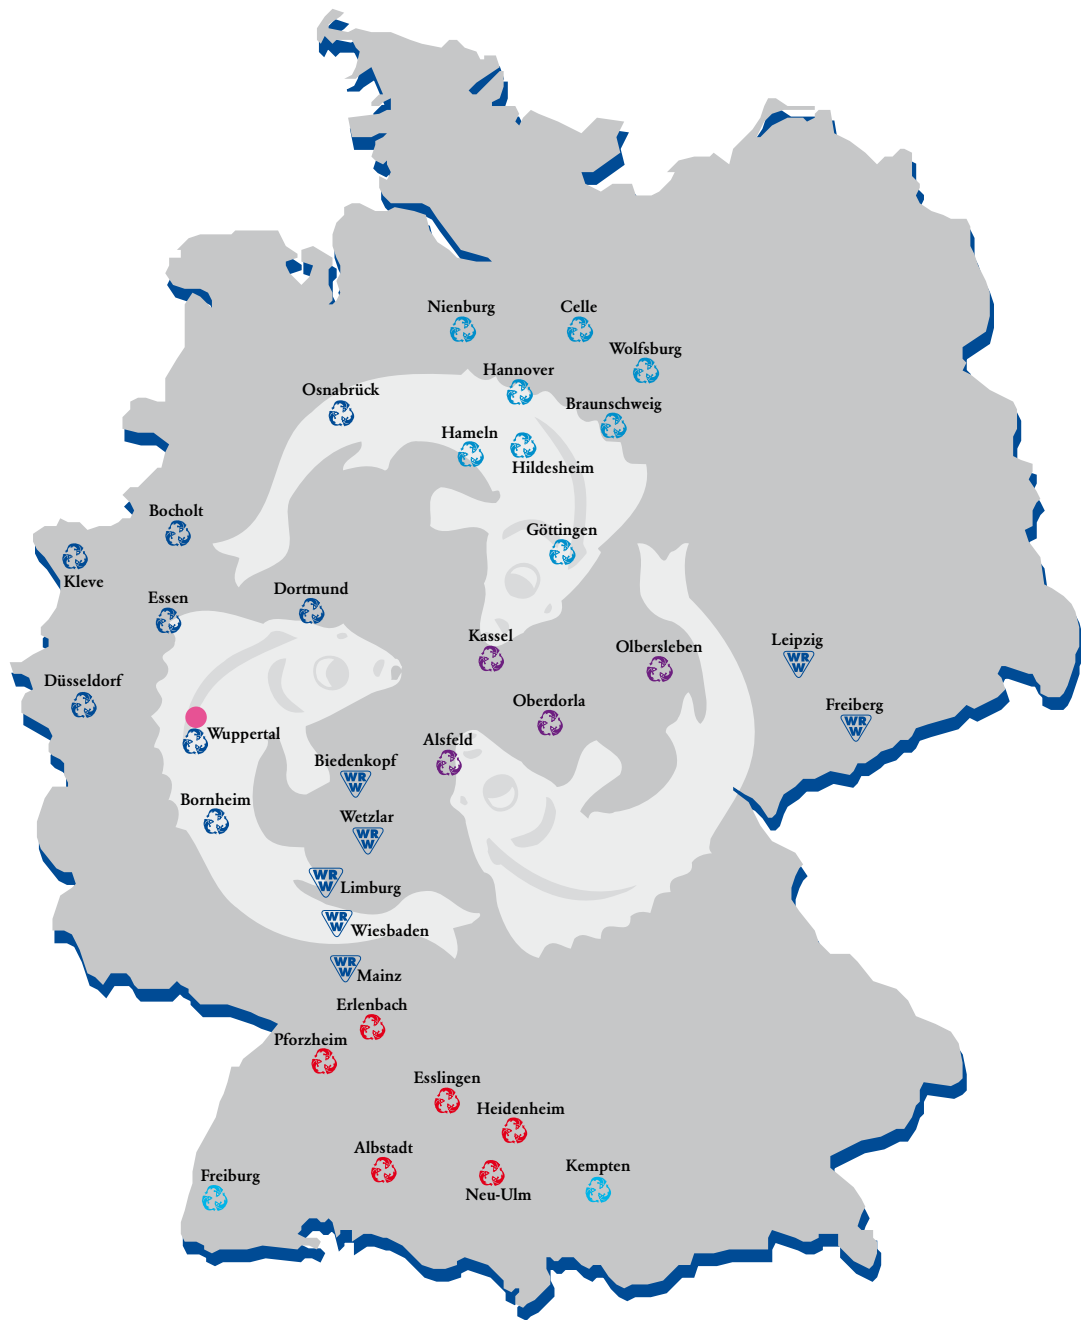 Nienburg
Celle
Wolfsburg
Hannover
Osnabrück
Braunschweig
Hameln
Hildesheim
Bocholt
Göttingen
Kleve
Essen
Dortmund
Kassel
Olbersleben
Leipzig
WR
W
Düsseldorf
Oberdorla
Freiberg
WR
W
Wuppertal
Alsfeld
Biedenkopf
WR
W
Bornheim
Wetzlar
WR
W
WR
W
Limburg
WR
W
Wiesbaden
WR
W
Mainz
Erlenbach
Pforzheim
Esslingen
Heidenheim
Albstadt
Kempten
Freiburg
Neu-Ulm